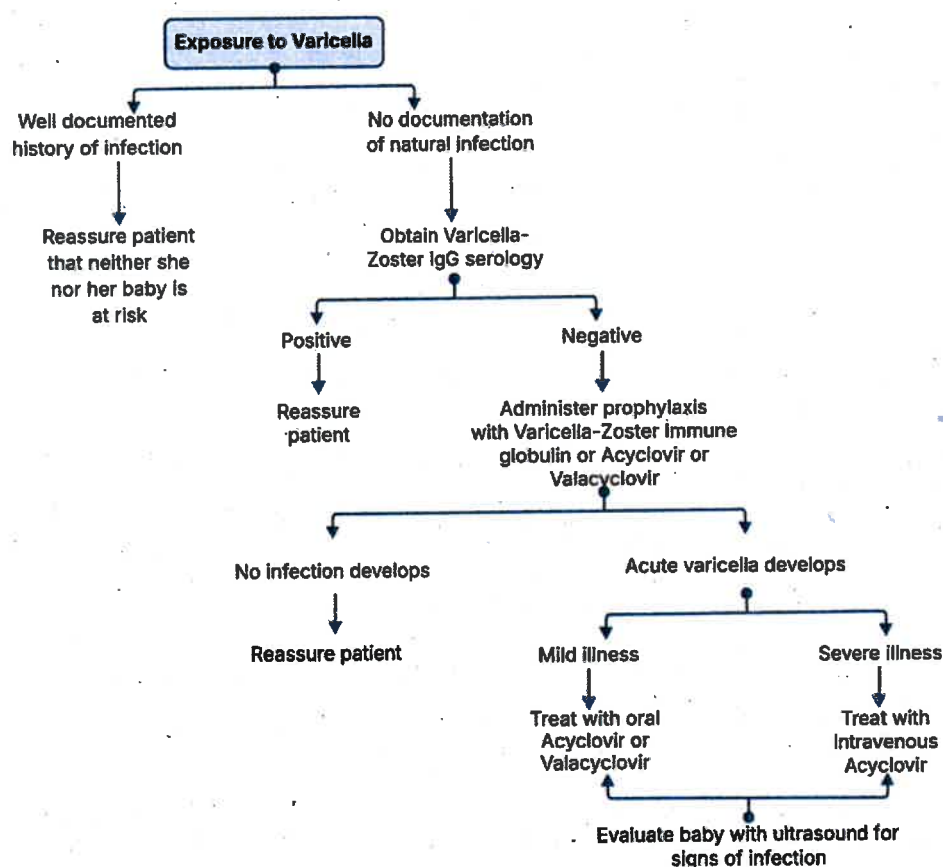 Exposure to Varicella
Well documented
history of infection
No documentation
of natural infection
Reassure patient
that neither she
nor her baby is
at risk
Obtain Varicella-
Zoster IgG serology
Positive
Negative
Reassure
patient
Administer prophylaxis
with Varicella-Zoster immune
globulin or Acyclovir or
Valacyclovir
No infection develops
Acute varicella develops
Reassure patient
Mild illness
Severe illness
Treat with oral
Acyclovir or
Valacyclovir
Treat with
Intravenous
Acyclovir
Evaluate baby with ultrasound for
signs of infection